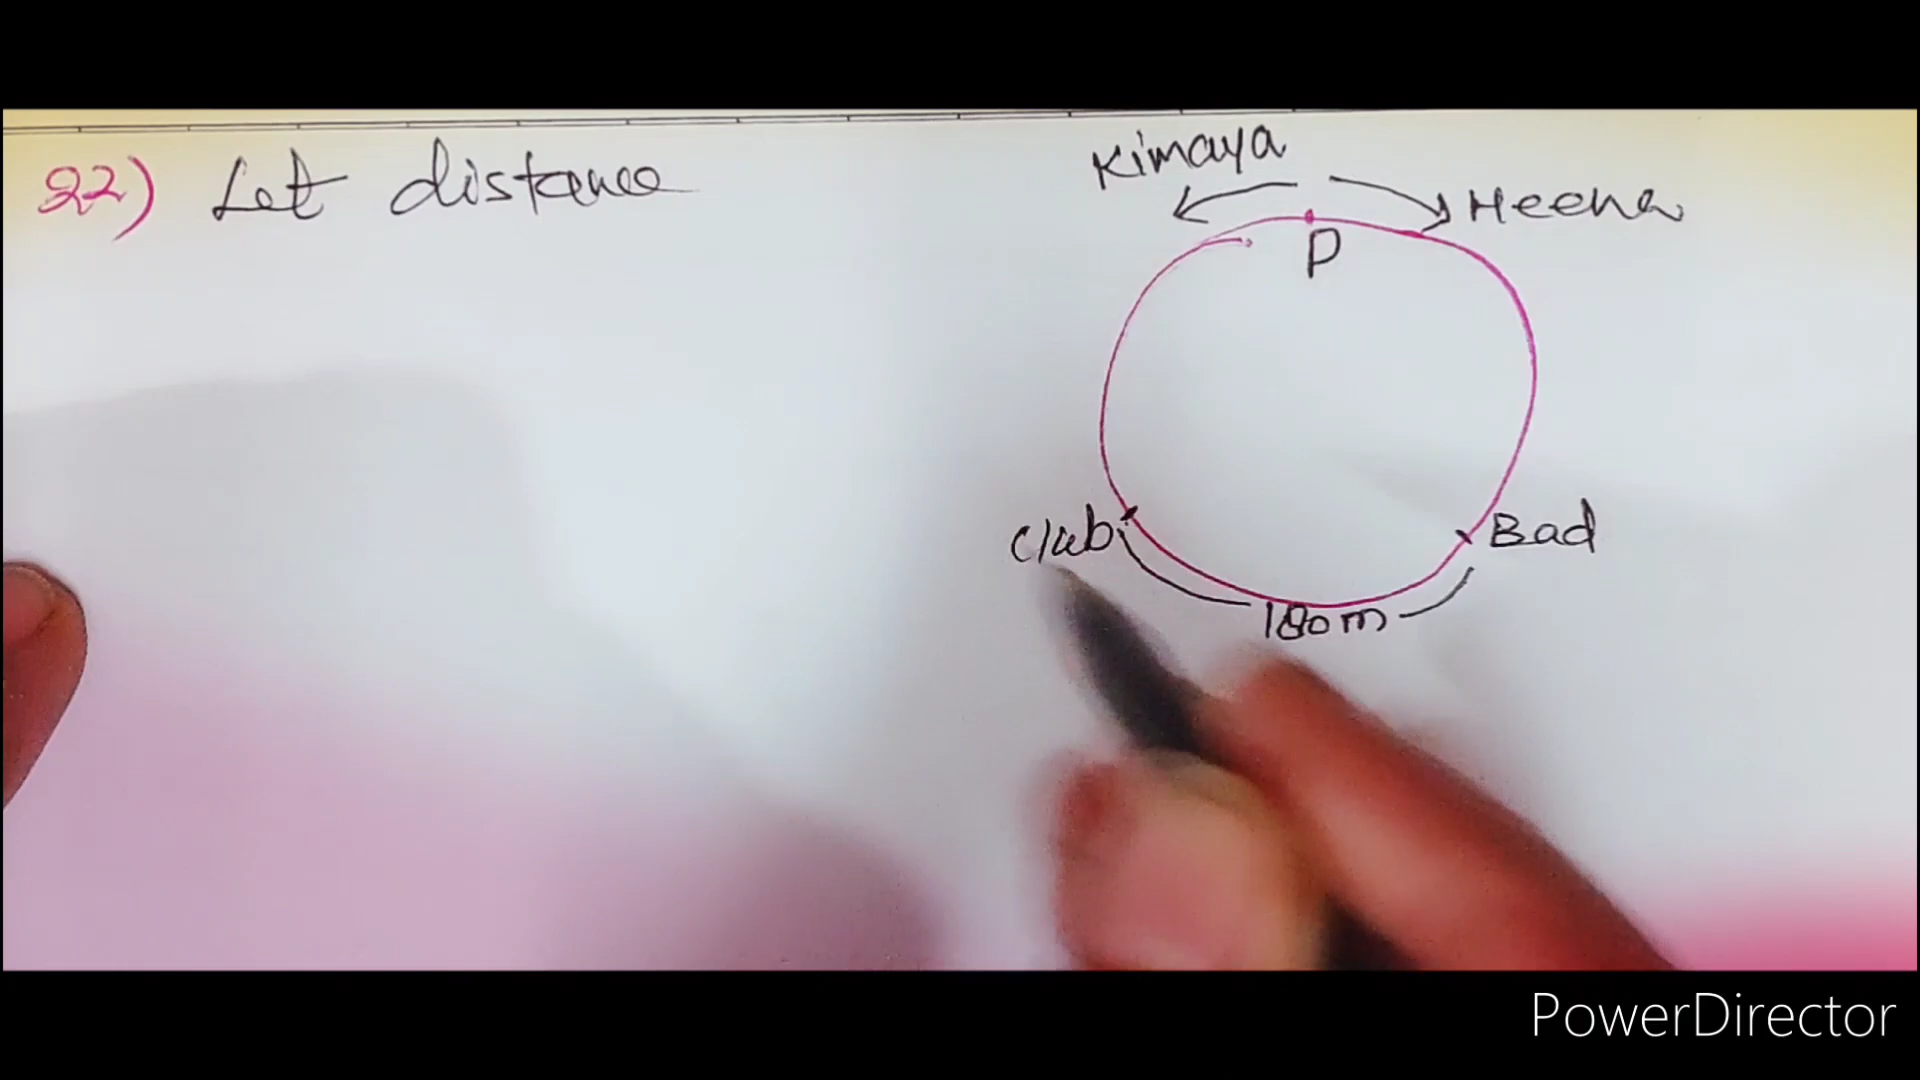 Kimaya
22) Let distance
Heena
P
Club
Bad
180m
PowerDirector